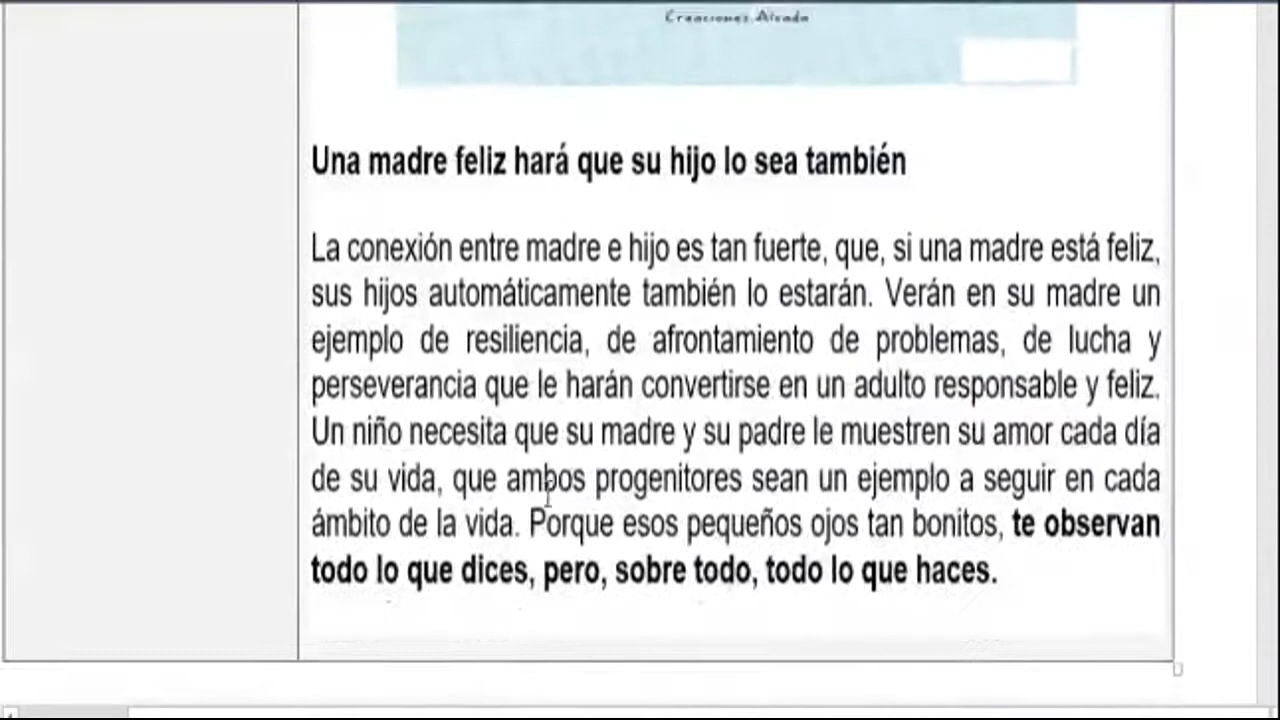 Creaciones Alcada
Una madre feliz hará que su hijo lo sea también
La conexión entre madre e hijo es tan fuerte, que, si una madre está feliz,
sus hijos automáticamente también lo estarán. Verán en su madre un
ejemplo de resiliencia, de afrontamiento de problemas, de lucha y
perseverancia que le harán convertirse en un adulto responsable y feliz.
Un niño necesita que su madre y su padre le muestren su amor cada día
de su vida, que ambos progenitores sean un ejemplo a seguir en cada
ámbito de la vida. Porque esos pequeños ojos tan bonitos, te observan
todo lo que dices, pero, sobre todo, todo lo que haces.